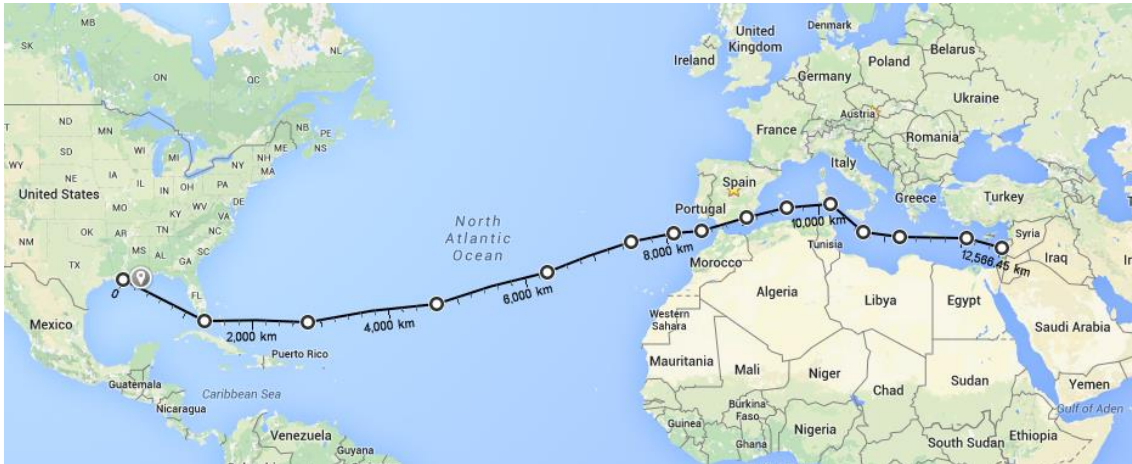 MB
SK
ON
QC
NL
ND
MN
NB
PE
NS
ME
SD
WI
MI
NY
NH
MA
WY
IA
PA
RI
NE
IL
IN
OH
DE
United States
MO
KY
WV
VA
NC
OK
AR
TN
SC
NM
MS
AL
GA
TX
FL
Mexico
Puerto Rico
Guatemala
Caribbean Sea
Nicaragua
Venezuela
Guyana
North
Atlantic
Ocean
0
2,000 km
4,000 km
6,000 km
8,000 km
10,000 km
12,566.45 km
United
Kingdom
Ireland
Denmark
Belarus
Poland
Germany
Ukraine
Austria
France
Romania
Italy
Spain
Portugal
Greece
Turkey
Syria
Iraq
Tunisia
Morocco
Algeria
Libya
Egypt
Western
Sahara
Saudi Arabia
Mauritania
Mali
Niger
Chad
Sudan
Yemen
Gulf of Aden
Burkina
Faso
Guinea
Ghana
Nigeria
South Sudan
Ethiopia